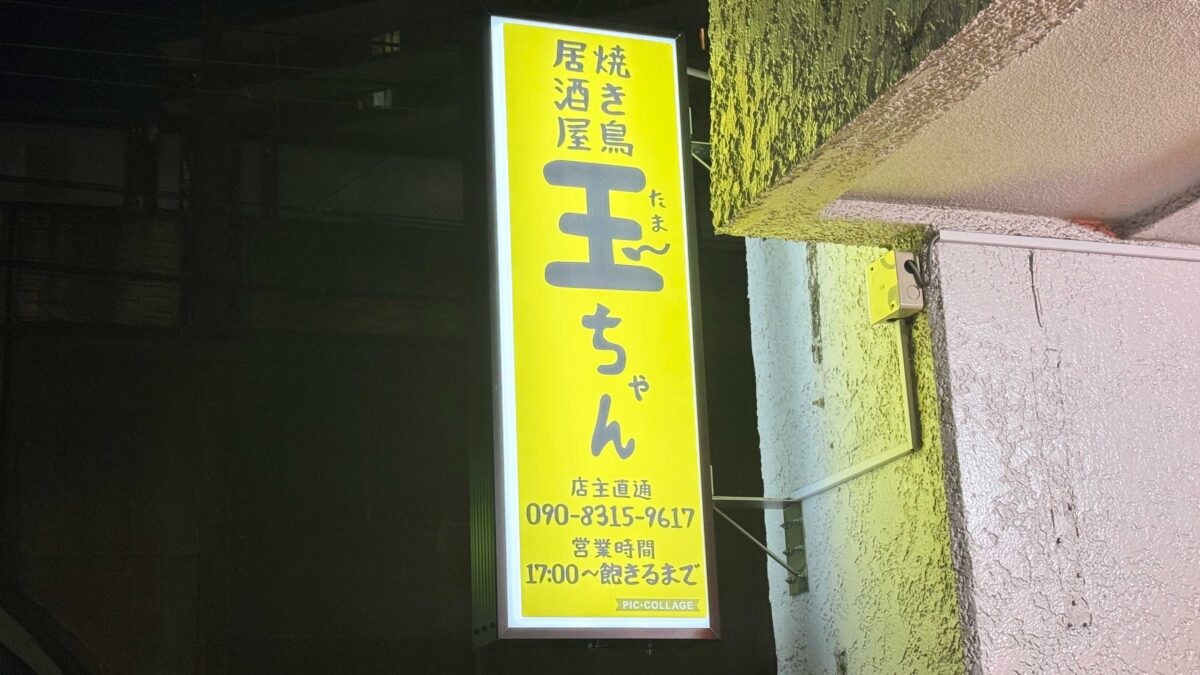 焼き鳥
居酒屋
玉ちゃん
たま〜
店主直通
090-8315-9617
営業時間
17:00〜飽きるまで
PIC•COLLAGE